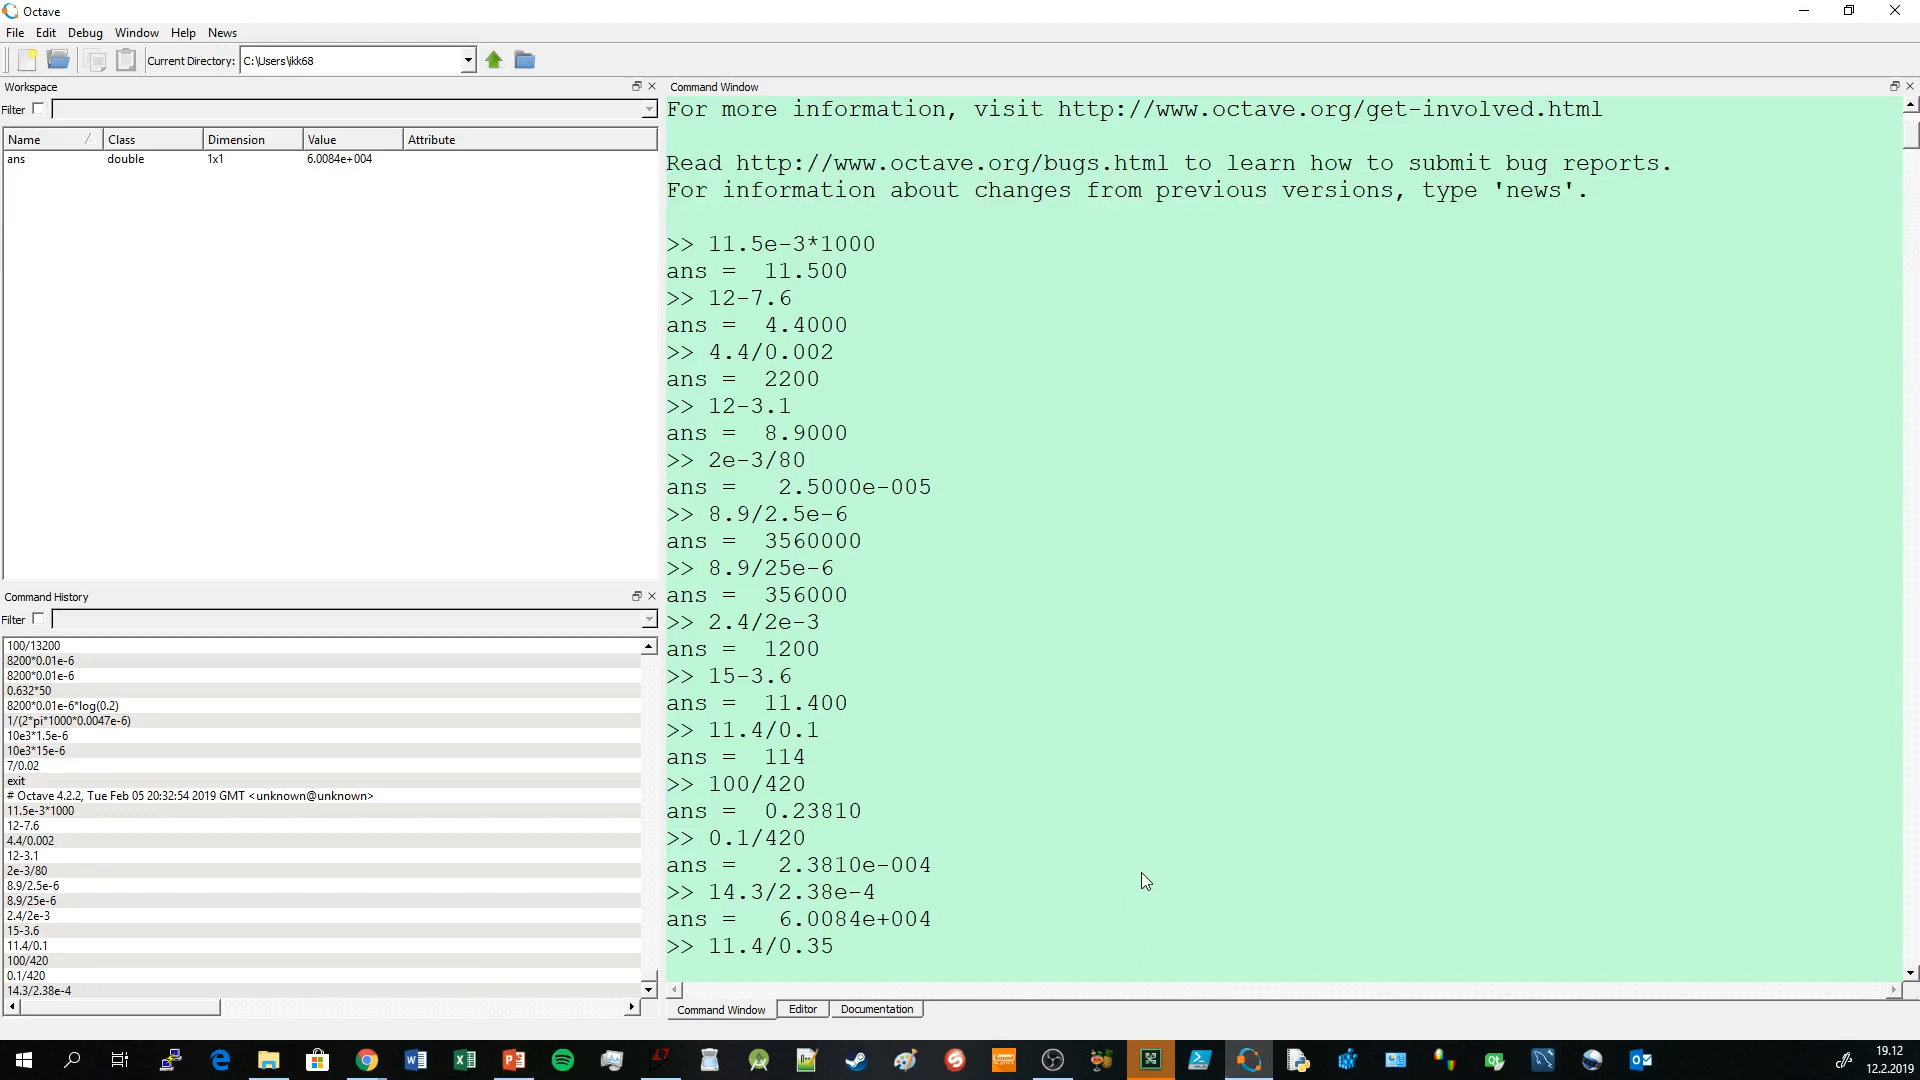 Octave
File Edit Debug Window Help News
Current Directory: C:\Users\ikk68
Workspace
Filter
Name Class Dimension Value Attribute
ans double 1x1 6.0084e+004
Command History
Filter
100/13200
8200*0.01e-6
8200*0.01e-6
0.632*50
8200*0.01e-6*log(0.2)
1/(2*pi*1000*0.0047e-6)
10e3*1.5e-6
10e3*15e-6
7/0.02
exit
# Octave 4.2.2, Tue Feb 05 20:32:54 2019 GMT <unknown@unknown>
11.5e-3*1000
12-7.6
4.4/0.002
12-3.1
2e-3/80
8.9/2.5e-6
8.9/25e-6
2.4/2e-3
15-3.6
11.4/0.1
100/420
0.1/420
14.3/2.38e-4
Command Window
For more information, visit http://www.octave.org/get-involved.html
Read http://www.octave.org/bugs.html to learn how to submit bug reports.
For information about changes from previous versions, type 'news'.
>> 11.5e-3*1000
ans =  11.500
>> 12-7.6
ans =  4.4000
>> 4.4/0.002
ans =  2200
>> 12-3.1
ans =  8.9000
>> 2e-3/80
ans =   2.5000e-005
>> 8.9/2.5e-6
ans =  3560000
>> 8.9/25e-6
ans =  356000
>> 2.4/2e-3
ans =  1200
>> 15-3.6
ans =  11.400
>> 11.4/0.1
ans =  114
>> 100/420
ans =  0.23810
>> 0.1/420
ans =   2.3810e-004
>> 14.3/2.38e-4
ans =   6.0084e+004
>> 11.4/0.35
Command Window Editor Documentation
19.12
12.2.2019